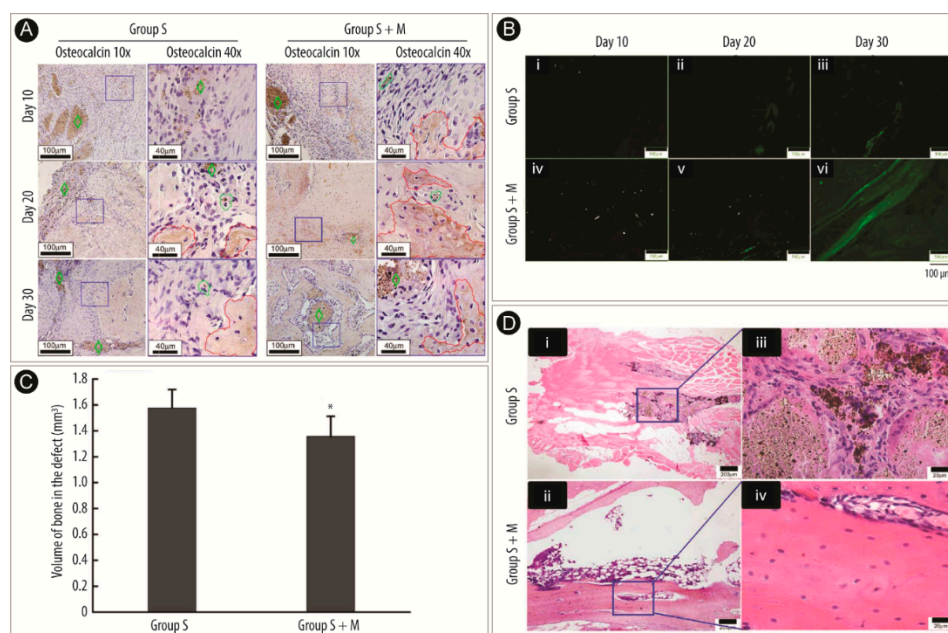 A
Group S
Group S + M
Osteocalcin 10x
Osteocalcin 40x
Osteocalcin 10x
Osteocalcin 40x
Day 10
100μm
40μm
100μm
40μm
Day 20
100μm
40μm
100μm
40μm
Day 30
100μm
40μm
100μm
40μm
B
Day 10
Day 20
Day 30
Group S
i
ii
iii
Group S + M
iv
v
vi
100 μm
C
Volume of bone in the defect (mm³)
1.8
1.6
1.4
1.2
1.0
0.8
0.6
0.4
0.2
0
*
Group S
Group S + M
D
Group S
i
iii
200μm
20μm
Group S + M
ii
iv
20μm